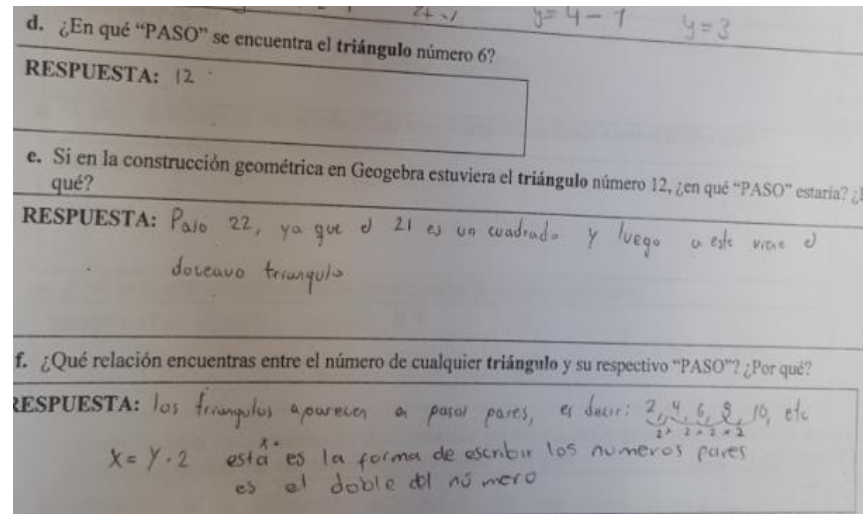 y = 4 - 1 y = 3
d. ¿En qué “PASO” se encuentra el triángulo número 6?
RESPUESTA: 12
e. Si en la construcción geométrica en Geogebra estuviera el triángulo número 12, ¿en qué “PASO” estaría?
qué?
RESPUESTA: Paso 22, ya que el 21 es un cuadrado y luego a este viene el
doceavo triangulo.
f. ¿Qué relación encuentras entre el número de cualquier triángulo y su respectivo “PASO”? ¿Por qué?
RESPUESTA: los triangulos aparecen en pasos pares, es decir: 2, 4, 6, 8, 10, etc
2+ 2+2+2
X = Y · 2 esta es la forma de escribir los numeros pares
es el doble del número